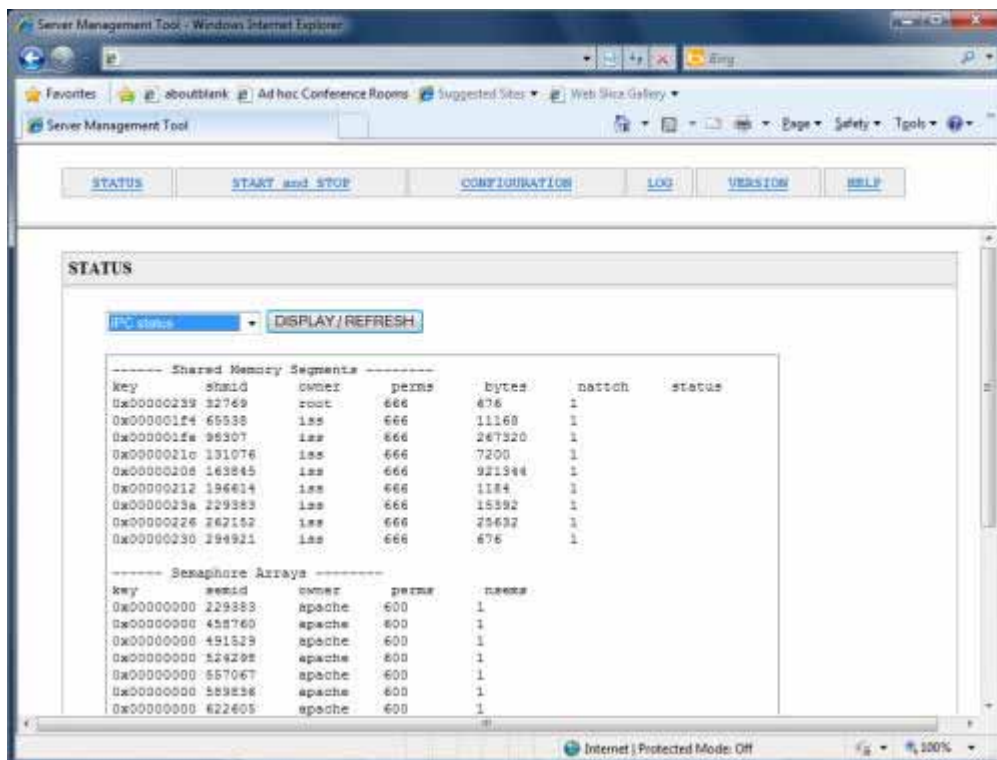 Server Management Tool - Windows Internet Explorer
Bing
Favorites about:blank Ad hoc Conference Rooms Suggested Sites Web Slice Gallery
Server Management Tool Page Safety Tools
STATUS START and STOP CONFIGURATION LOG VERSION HELP
STATUS
IPC status DISPLAY / REFRESH
------ Shared Memory Segments --------
key shmid owner perms bytes nattch status
0x00000239 32769 root 666 676 1
0x000001f4 65538 iss 666 11160 1
0x000001fe 98307 iss 666 267320 1
0x0000021c 131076 iss 666 7200 1
0x00000208 163845 iss 666 921344 1
0x00000212 196614 iss 666 1184 1
0x0000023a 229383 iss 666 15392 1
0x00000226 262152 iss 666 25632 1
0x00000230 294921 iss 666 676 1
------ Semaphore Arrays --------
key semid owner perms nsems
0x00000000 229383 apache 600 1
0x00000000 458760 apache 600 1
0x00000000 491529 apache 600 1
0x00000000 524298 apache 600 1
0x00000000 557067 apache 600 1
0x00000000 589836 apache 600 1
0x00000000 622605 apache 600 1
Internet | Protected Mode: Off 100%